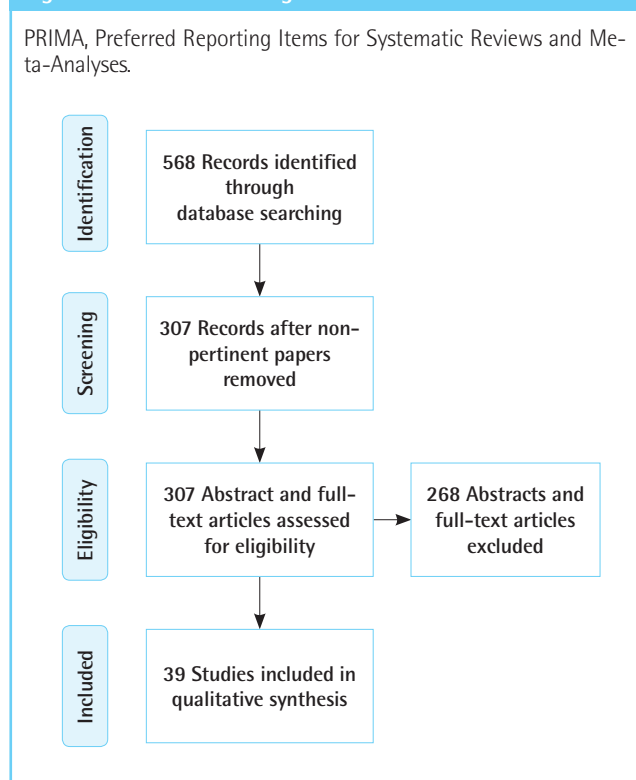 PRIMA, Preferred Reporting Items for Systematic Reviews and Me-
ta-Analyses.
Identification
568 Records identified
through
database searching
Screening
307 Records after non-
pertinent papers
removed
Eligibility
307 Abstract and full-
text articles assessed
for eligibility
268 Abstracts and
full-text articles
excluded
Included
39 Studies included in
qualitative synthesis